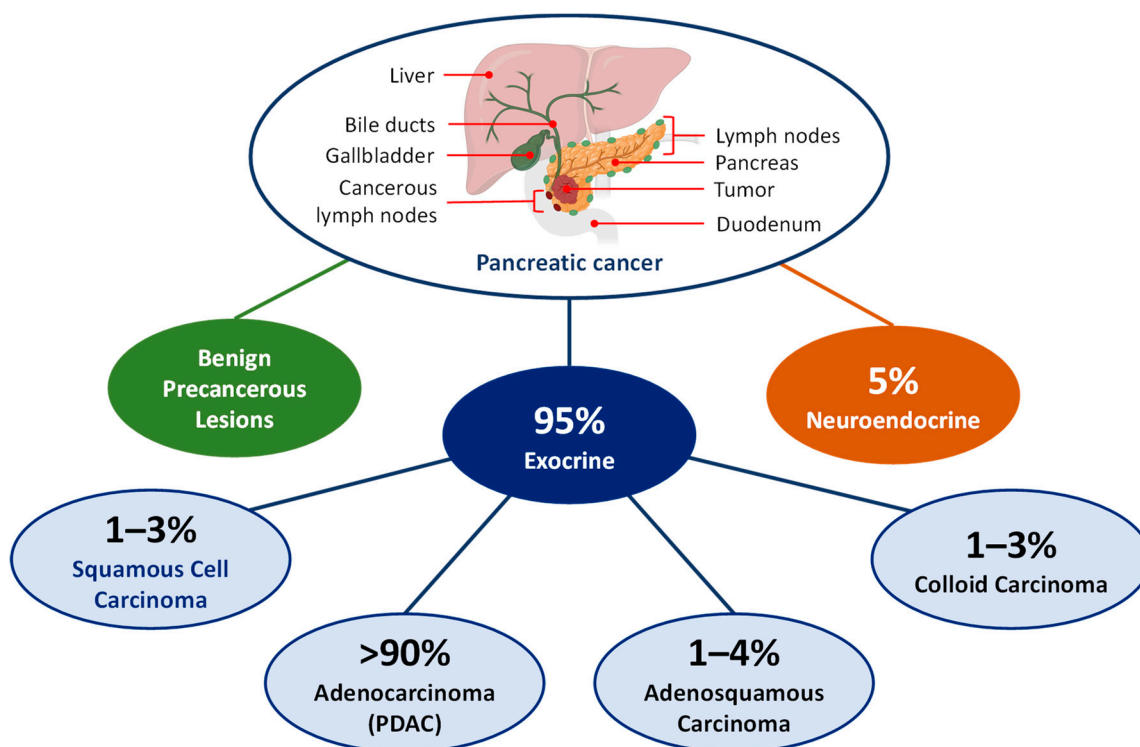 Liver
Bile ducts
Gallbladder
Cancerous
lymph nodes
Lymph nodes
Pancreas
Tumor
Duodenum
Pancreatic cancer
Benign
Precancerous
Lesions
95%
Exocrine
5%
Neuroendocrine
1–3%
Squamous Cell
Carcinoma
>90%
Adenocarcinoma
(PDAC)
1–4%
Adenosquamous
Carcinoma
1–3%
Colloid Carcinoma